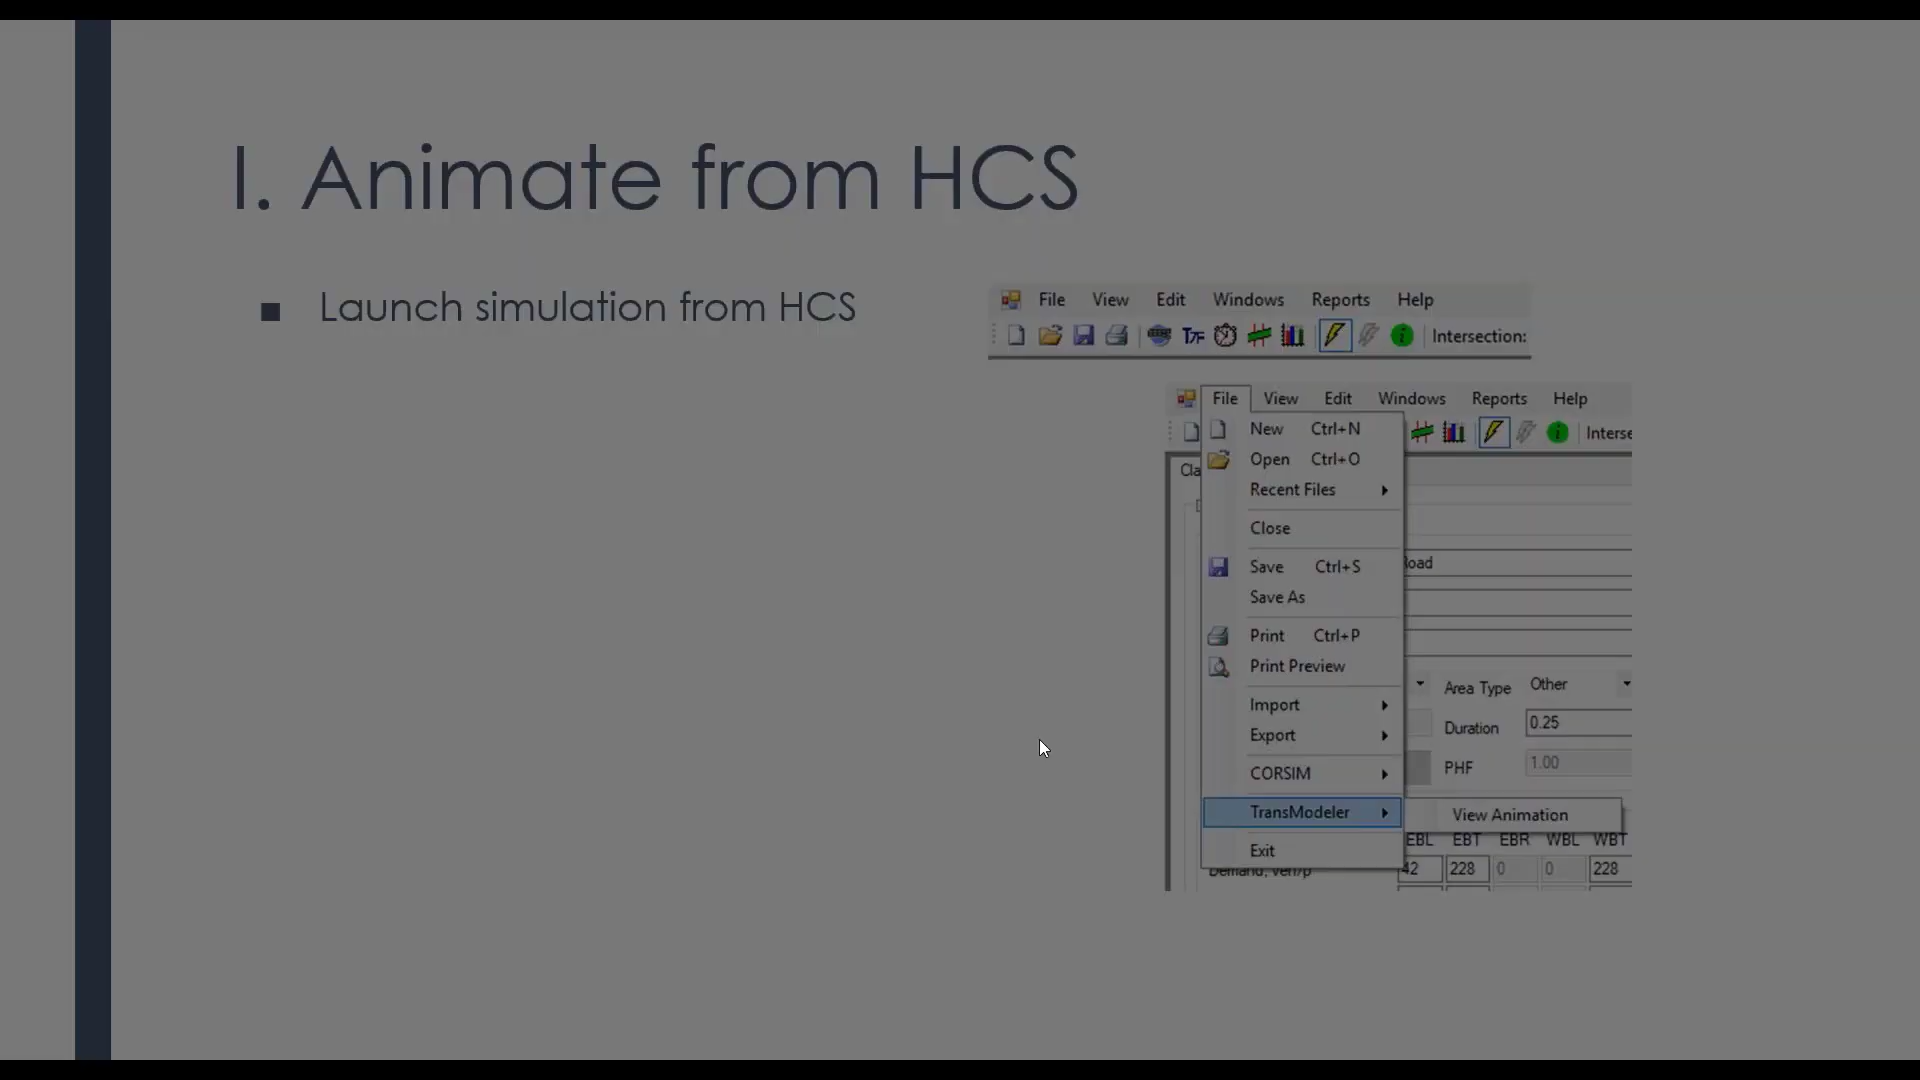 I. Animate from HCS
■ Launch simulation from HCS
File View Edit Windows Reports Help
T7F Intersection:
File View Edit Windows Reports Help
New Ctrl+N
Open Ctrl+O
Recent Files
Close
Save Ctrl+S
Road
Save As
Print Ctrl+P
Print Preview
Area Type Other
Import
Duration 0.25
Export
PHF 1.00
CORSIM
TransModeler View Animation
EBL EBT EBR WBL WBT
Exit
42 228 0 0 228